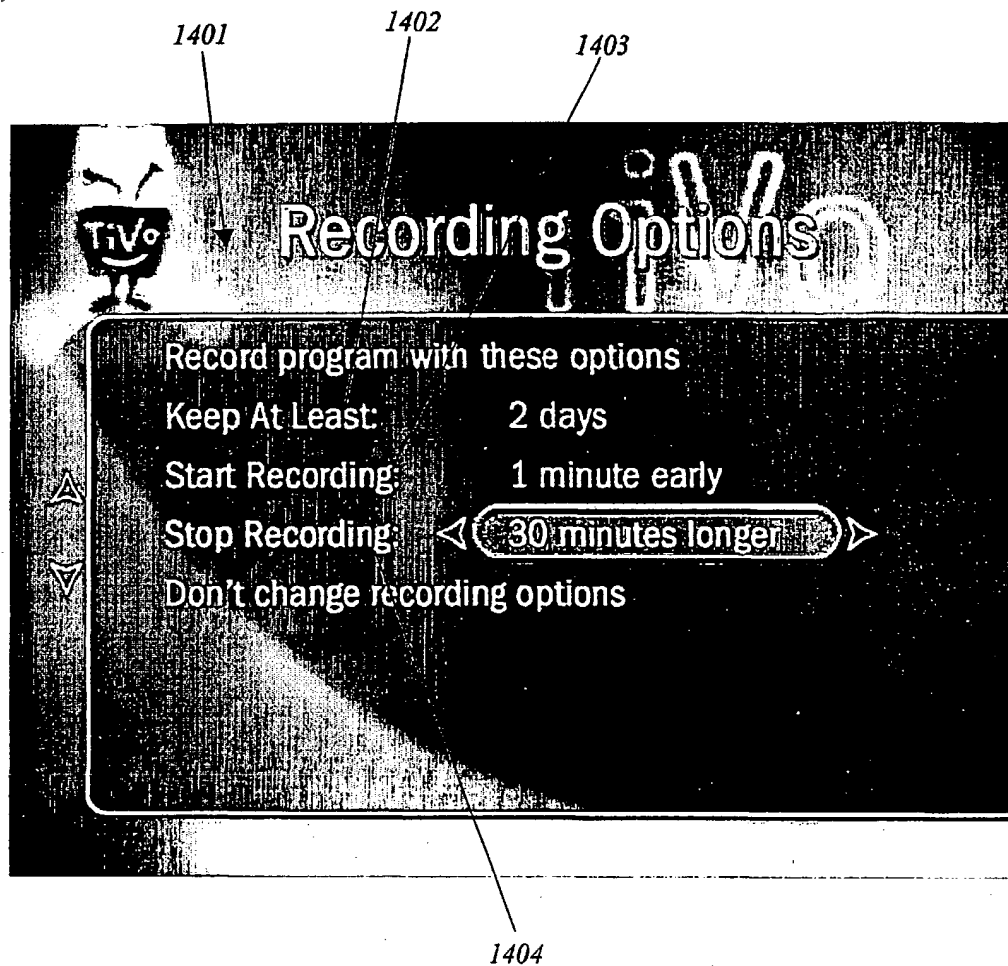 1401
1402
1403
TiVo
TiVo
Recording Options
Record program with these options
Keep At Least: 2 days
Start Recording: 1 minute early
Stop Recording: 30 minutes longer
Don't change recording options
1404